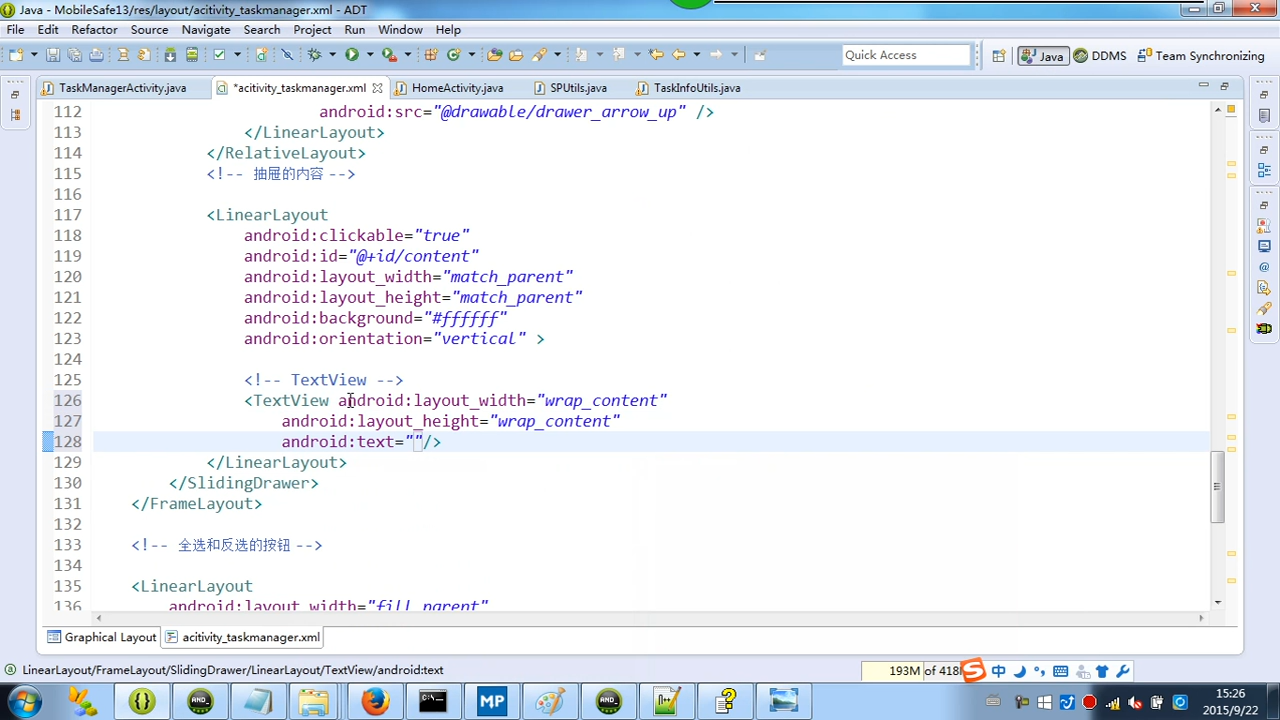 Java - MobileSafe13/res/layout/acitivity_taskmanager.xml - ADT
File Edit Refactor Source Navigate Search Project Run Window Help
Quick Access
Java
DDMS
Team Synchronizing
TaskManagerActivity.java
*acitivity_taskmanager.xml
HomeActivity.java
SPUtils.java
TaskInfoUtils.java
112 android:src="@drawable/drawer_arrow_up" />
113 </LinearLayout>
114 </RelativeLayout>
115 <!-- 抽屉的内容 -->
116
117 <LinearLayout
118 android:clickable="true"
119 android:id="@+id/content"
120 android:layout_width="match_parent"
121 android:layout_height="match_parent"
122 android:background="#ffffff"
123 android:orientation="vertical" >
124
125 <!-- TextView -->
126 <TextView android:layout_width="wrap_content"
127 android:layout_height="wrap_content"
128 android:text=""/>
129 </LinearLayout>
130 </SlidingDrawer>
131 </FrameLayout>
132
133 <!-- 全选和反选的按钮 -->
134
135 <LinearLayout
136 android:layout_width="fill_parent"
Graphical Layout
acitivity_taskmanager.xml
LinearLayout/FrameLayout/SlidingDrawer/LinearLayout/TextView/android:text
193M of 418M
中
AND_
MP
AND_
15:26
2015/9/22